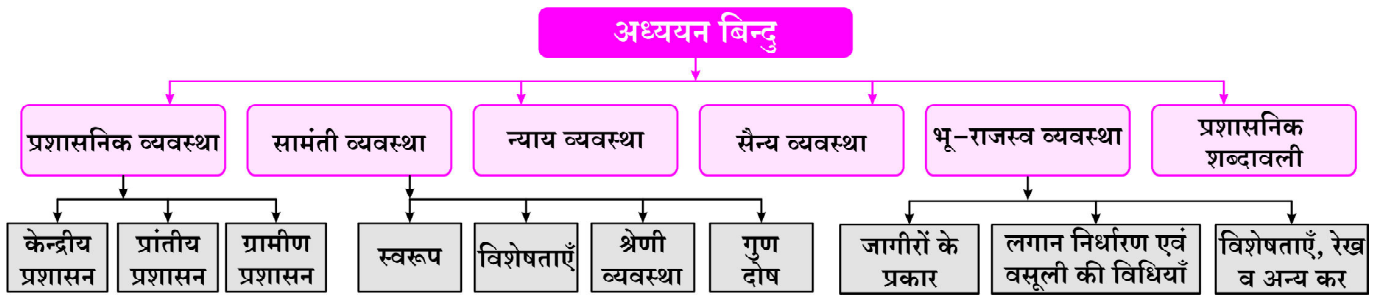 अध्ययन बिन्दु
प्रशासनिक व्यवस्था
सामंती व्यवस्था
न्याय व्यवस्था
सैन्य व्यवस्था
भू-राजस्व व्यवस्था
प्रशासनिक
शब्दावली
केन्द्रीय
प्रशासन
प्रांतीय
प्रशासन
ग्रामीण
प्रशासन
स्वरूप
विशेषताएँ
श्रेणी
व्यवस्था
गुण
दोष
जागीरों के
प्रकार
लगान निर्धारण एवं
वसूली की विधियाँ
विशेषताएँ, रेख
व अन्य कर